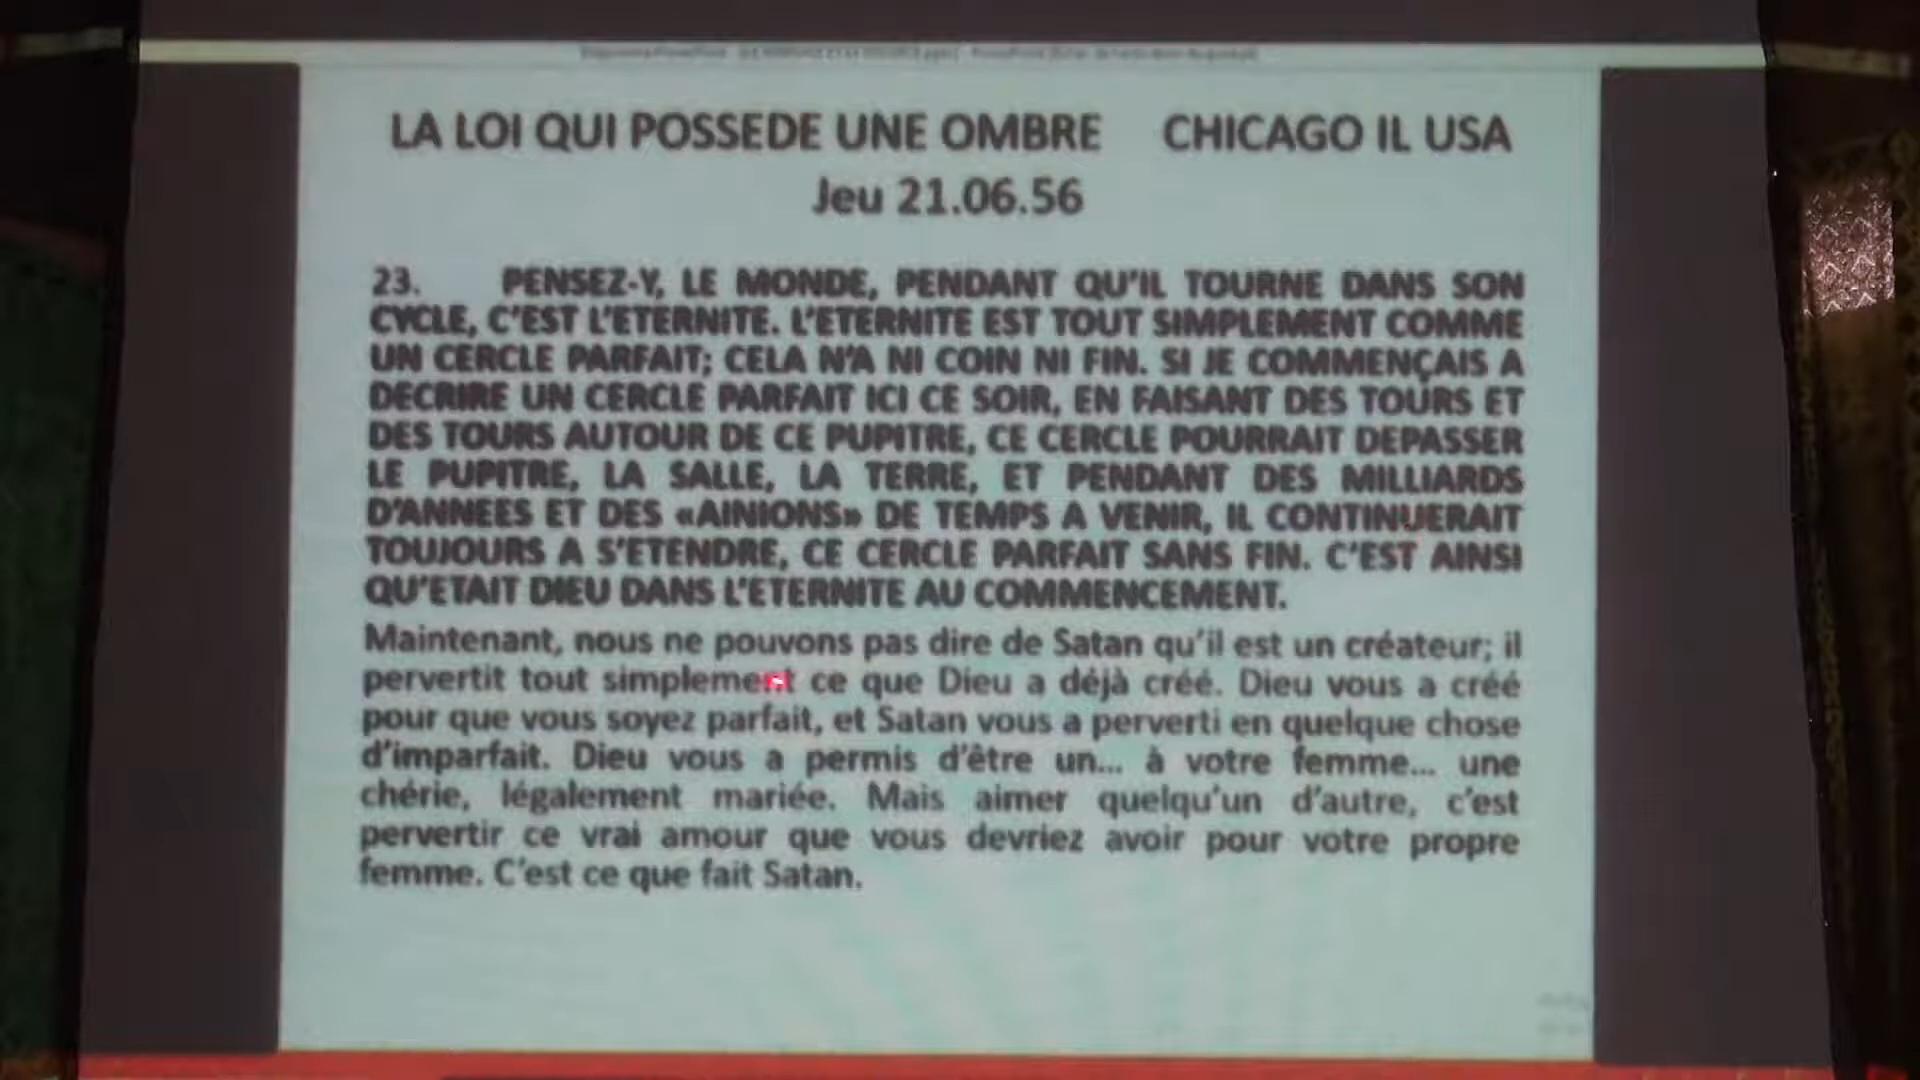 LA LOI QUI POSSEDE UNE OMBRE CHICAGO IL USA
Jeu 21.06.56
23. PENSEZ-Y, LE MONDE, PENDANT QU'IL TOURNE DANS SON
CYCLE, C'EST L'ETERNITE. L'ETERNITE EST TOUT SIMPLEMENT COMME
UN CERCLE PARFAIT; CELA N'A NI COIN NI FIN. SI JE COMMENÇAIS A
DECRIRE UN CERCLE PARFAIT ICI CE SOIR, EN FAISANT DES TOURS ET
DES TOURS AUTOUR DE CE PUPITRE, CE CERCLE POURRAIT DEPASSER
LE PUPITRE, LA SALLE, LA TERRE, ET PENDANT DES MILLIARDS
D'ANNEES ET DES «AINIONS» DE TEMPS A VENIR, IL CONTINUERAIT
TOUJOURS A S'ETENDRE, CE CERCLE PARFAIT SANS FIN. C'EST AINSI
QU'ETAIT DIEU DANS L'ETERNITE AU COMMENCEMENT.
Maintenant, nous ne pouvons pas dire de Satan qu'il est un créateur; il
pervertit tout simplement ce que Dieu a déjà créé. Dieu vous a créé
pour que vous soyez parfait, et Satan vous a perverti en quelque chose
d'imparfait. Dieu vous a permis d'être un... à votre femme... une
chérie, légalement mariée. Mais aimer quelqu'un d'autre, c'est
pervertir ce vrai amour que vous devriez avoir pour votre propre
femme. C'est ce que fait Satan.